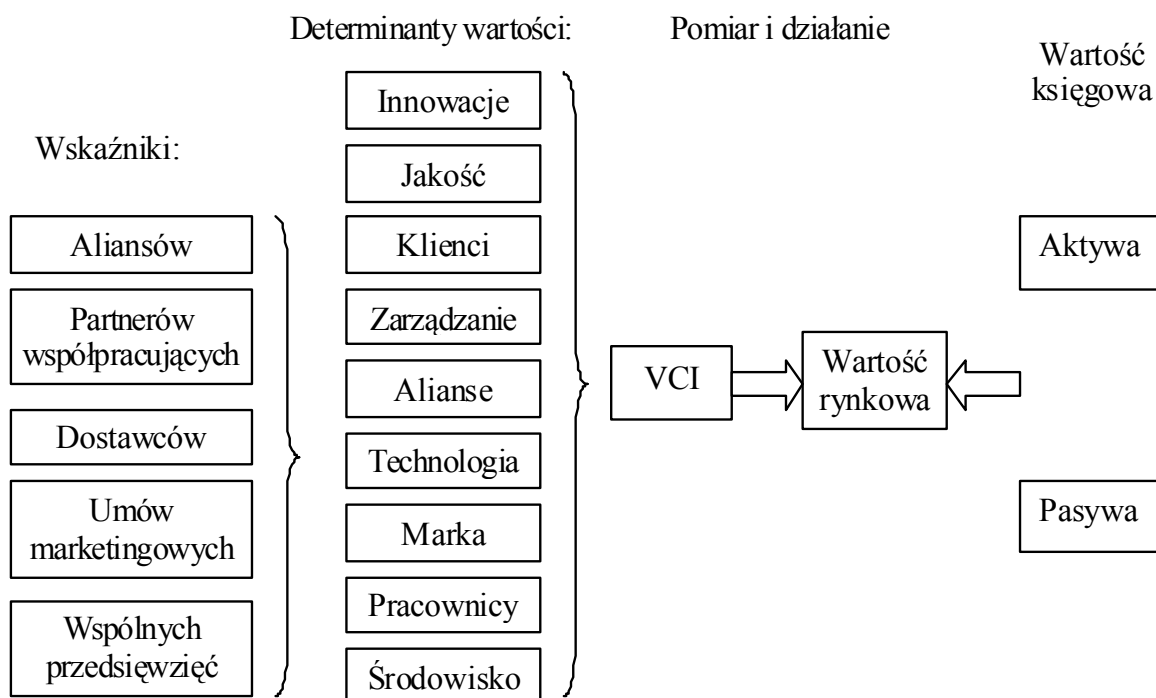 Determinanty wartości:
Pomiar i działanie
Wartość
księgowa
Wskaźniki:
Aliansów
Partnerów
współpracujących
Dostawców
Umów
marketingowych
Wspólnych
przedsięwzięć
Innowacje
Jakość
Klienci
Zarządzanie
Alianse
Technologia
Marka
Pracownicy
Środowisko
VCI
Wartość
rynkowa
Aktywa
Pasywa